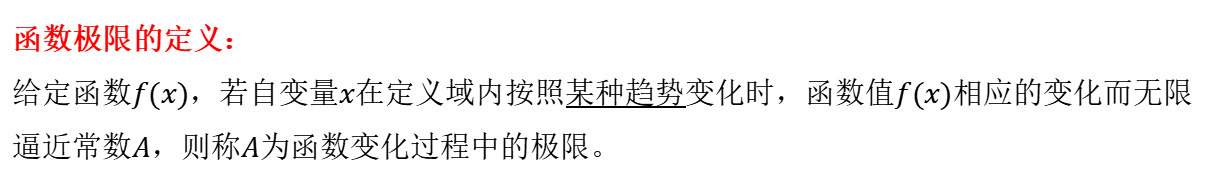 函数极限的定义：
给定函数f(x)，若自变量x在定义域内按照某种趋势变化时，函数值f(x)相应的变化而无限
逼近常数A，则称A为函数变化过程中的极限。